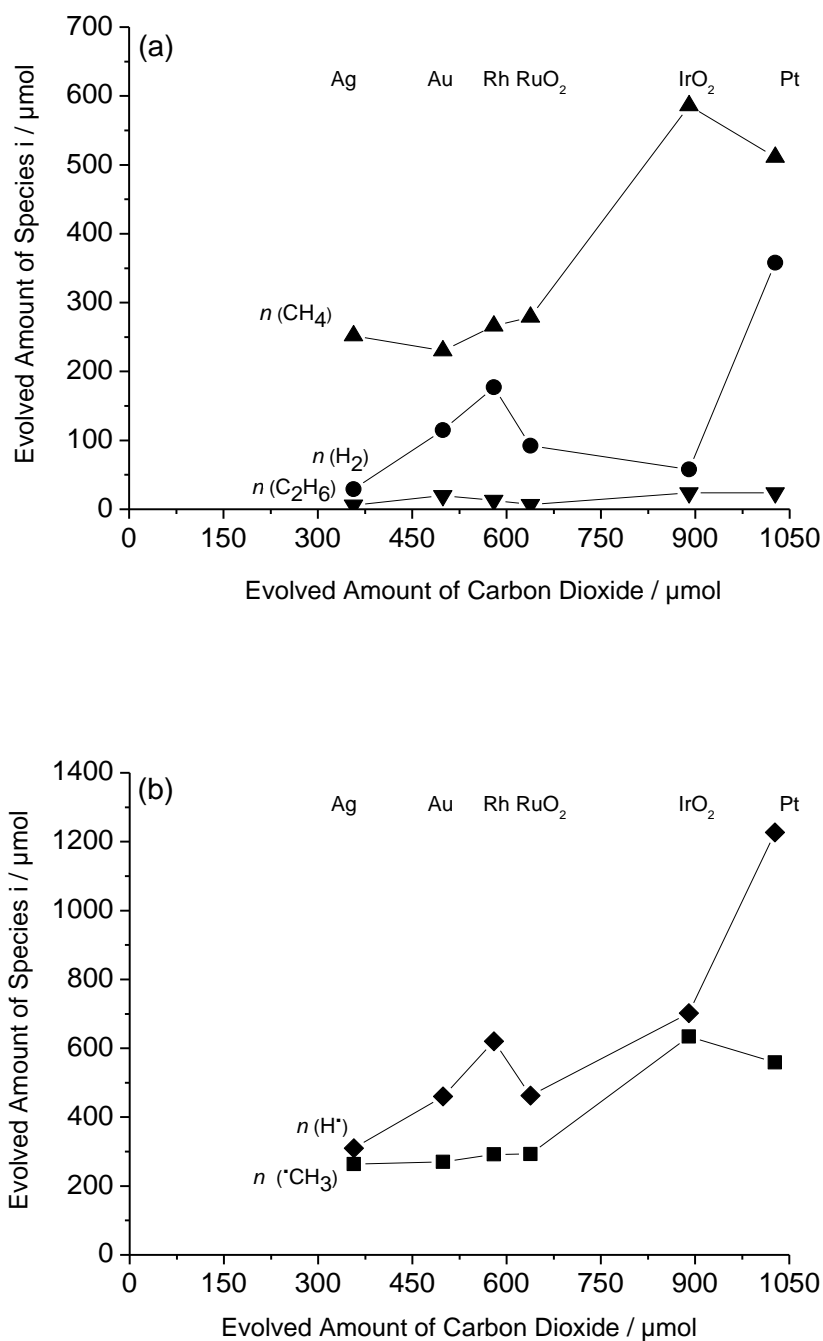 (a)
Ag Au Rh RuO₂ IrO₂ Pt
700
600
500
400
300
200
100
0
Evolved Amount of Species i / µmol
n (CH₄)
n (H₂)
n (C₂H₆)
0 150 300 450 600 750 900 1050
Evolved Amount of Carbon Dioxide / µmol
(b)
Ag Au Rh RuO₂ IrO₂ Pt
1400
1200
1000
800
600
400
200
0
Evolved Amount of Species i / µmol
n (H˙)
n (˙CH₃)
0 150 300 450 600 750 900 1050
Evolved Amount of Carbon Dioxide / µmol